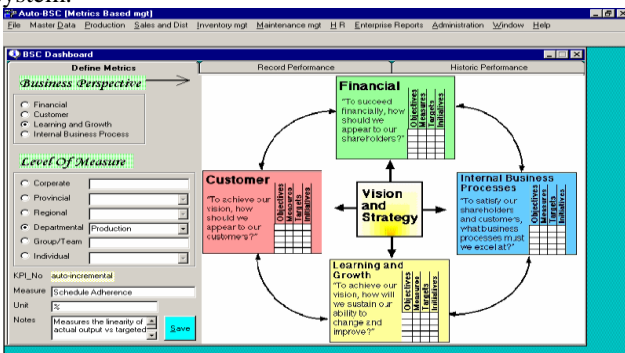 system.
Auto-BSC [Metrics Based mgt]
File Master Data Production Sales and Dist Inventory mgt Maintenance mgt H R Enterprise Reports Administration Window Help
BSC Dashboard
Define Metrics
Record Performance
Historic Performance
Business Perspective
Financial
Customer
Learning and Growth
Internal Business Process
Level Of Measure
Corporate
Provincial
Regional
Departmental Production
Group/Team
Individual
KPI_No auto-incremental
Measure Schedule Adherence
Unit %
Notes Measures the linearity of
actual output vs targeted
Save
Financial
"To succeed
financially, how
should we
appear to our
shareholders?"
Objectives
Measures
Targets
Initiatives
Customer
"To achieve our
vision, how
should we
appear to our
customers?"
Objectives
Measures
Targets
Initiatives
Vision
and
Strategy
Internal Business
Processes
"To satisfy our
shareholders
and customers,
what business
processes must
we excel at?"
Objectives
Measures
Targets
Initiatives
Learning and
Growth
"To achieve our
vision, how will
we sustain our
ability to
change and
improve?"
Objectives
Measures
Targets
Initiatives